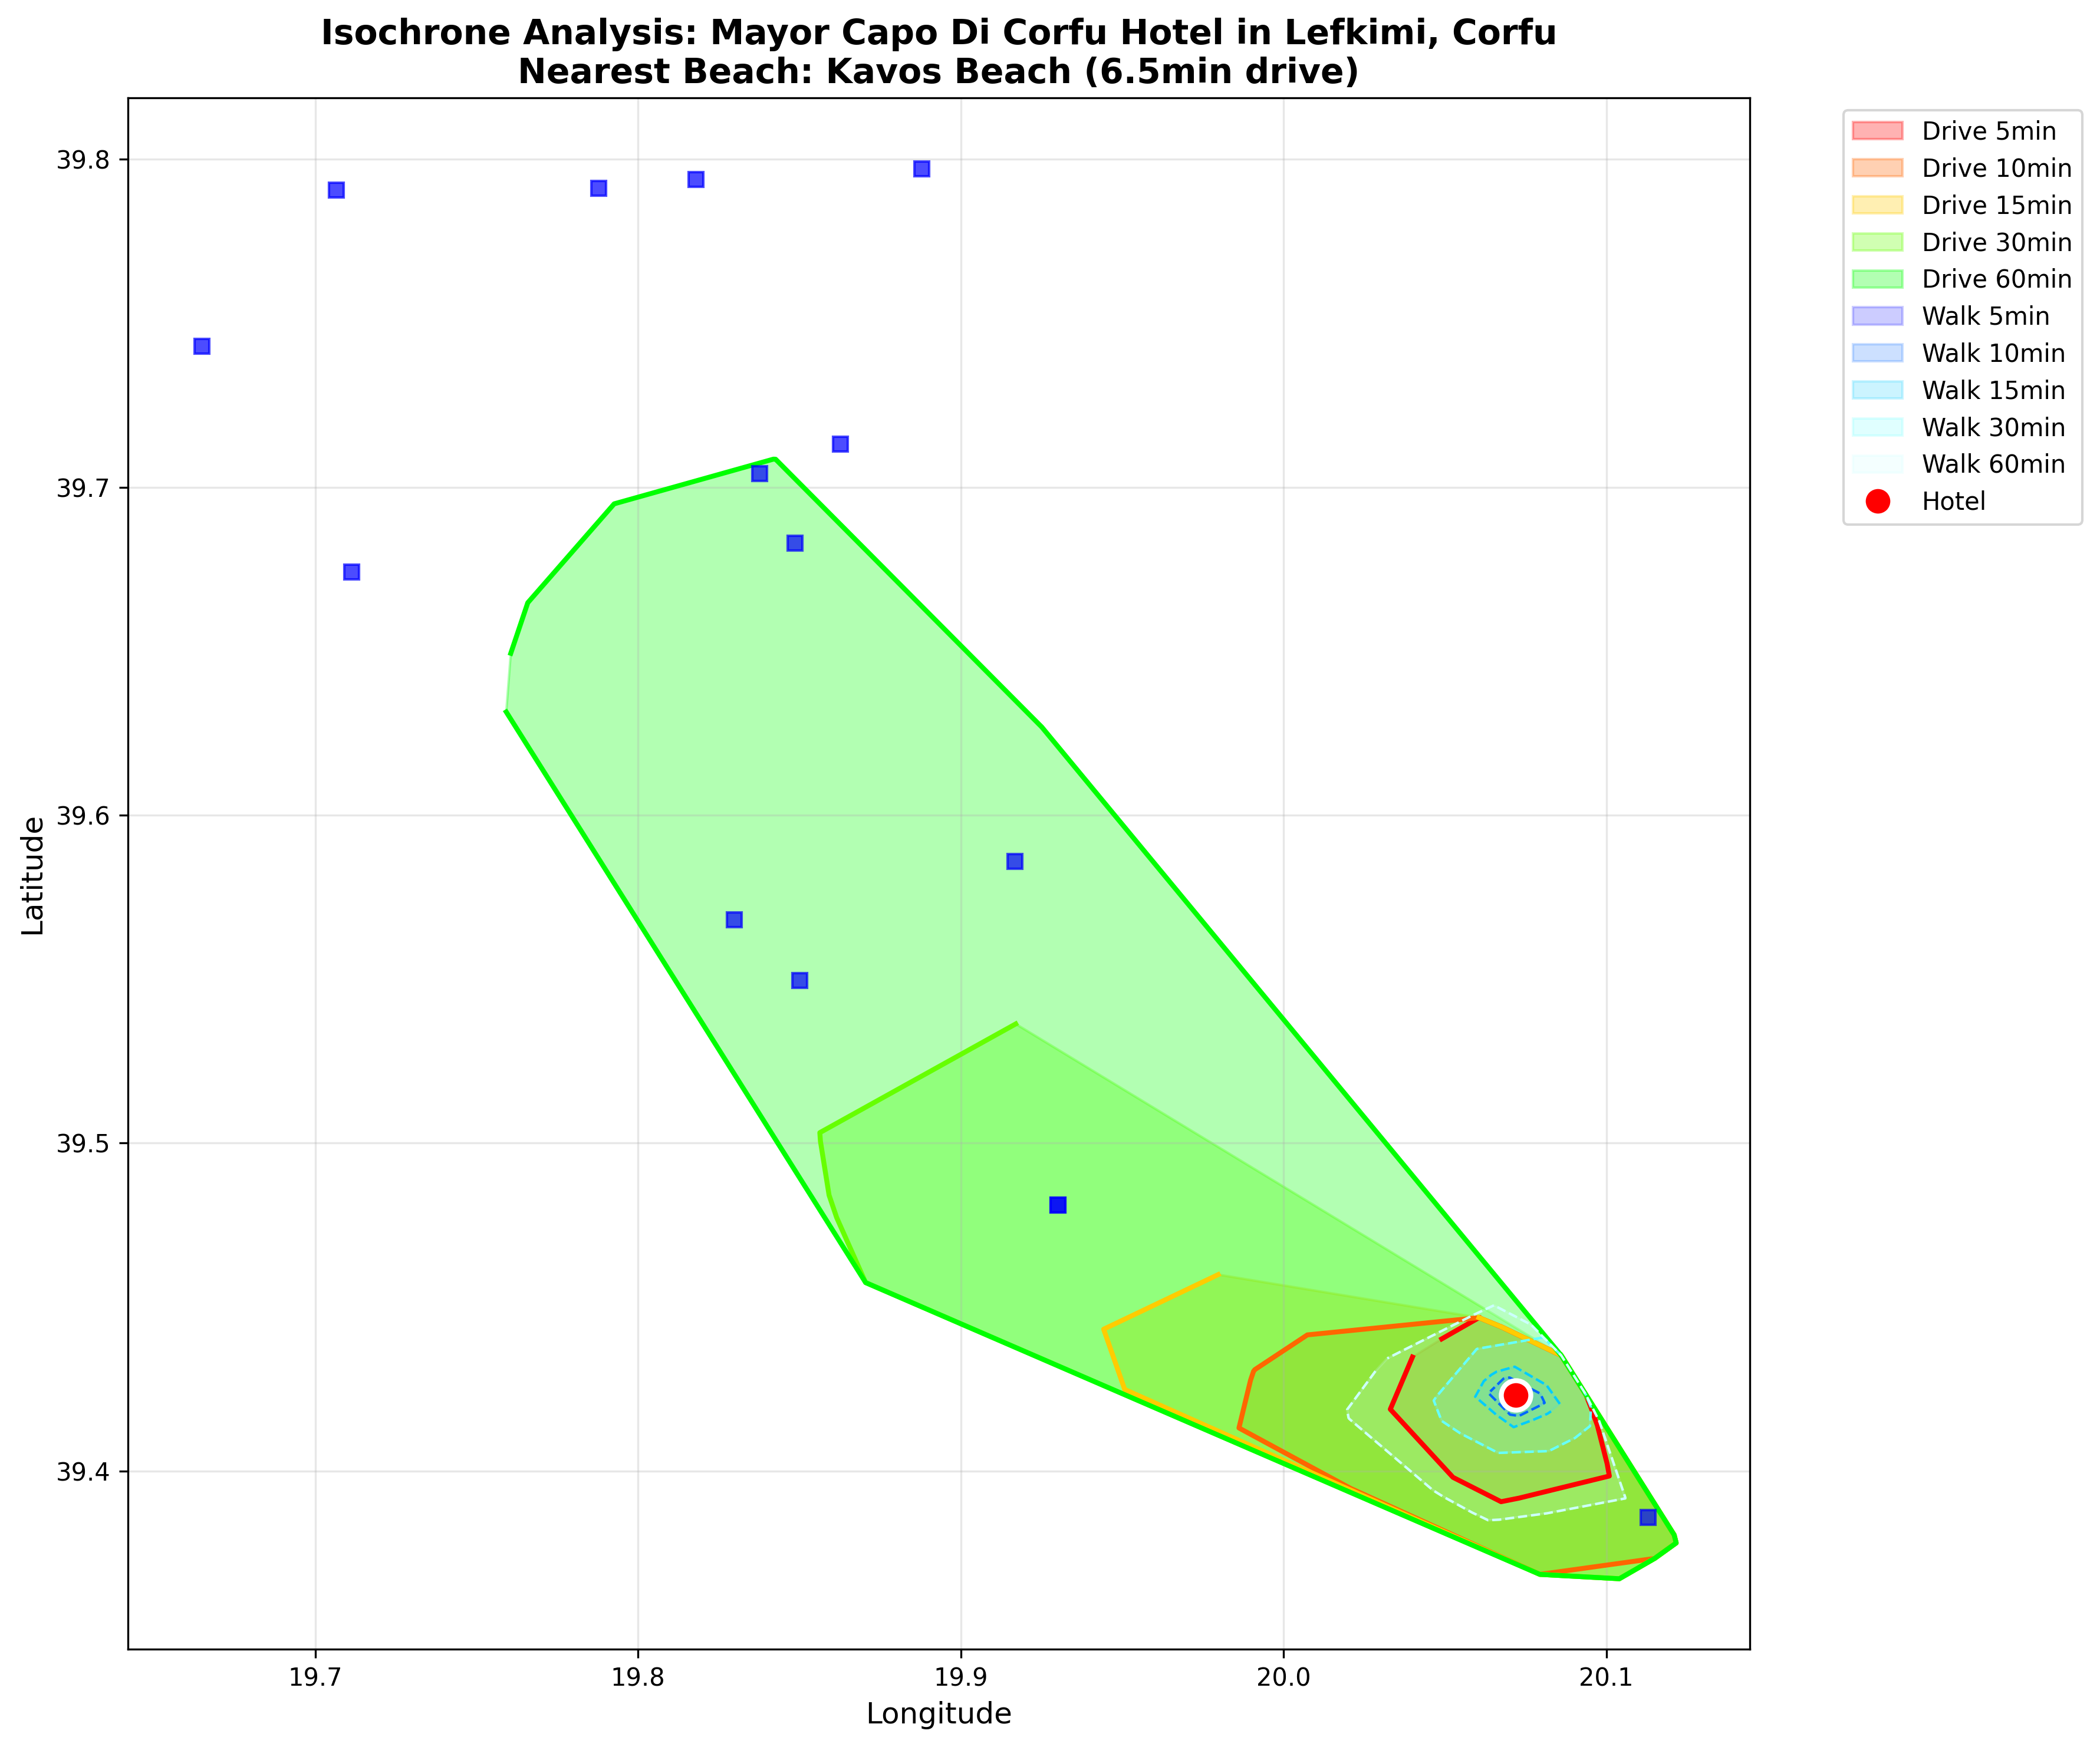 Isochrone Analysis: Mayor Capo Di Corfu Hotel in Lefkimi, Corfu
Nearest Beach: Kavos Beach (6.5min drive)
Drive 5min
Drive 10min
Drive 15min
Drive 30min
Drive 60min
Walk 5min
Walk 10min
Walk 15min
Walk 30min
Walk 60min
Hotel
Latitude
39.8
39.7
39.6
39.5
39.4
19.7
19.8
19.9
20.0
20.1
Longitude